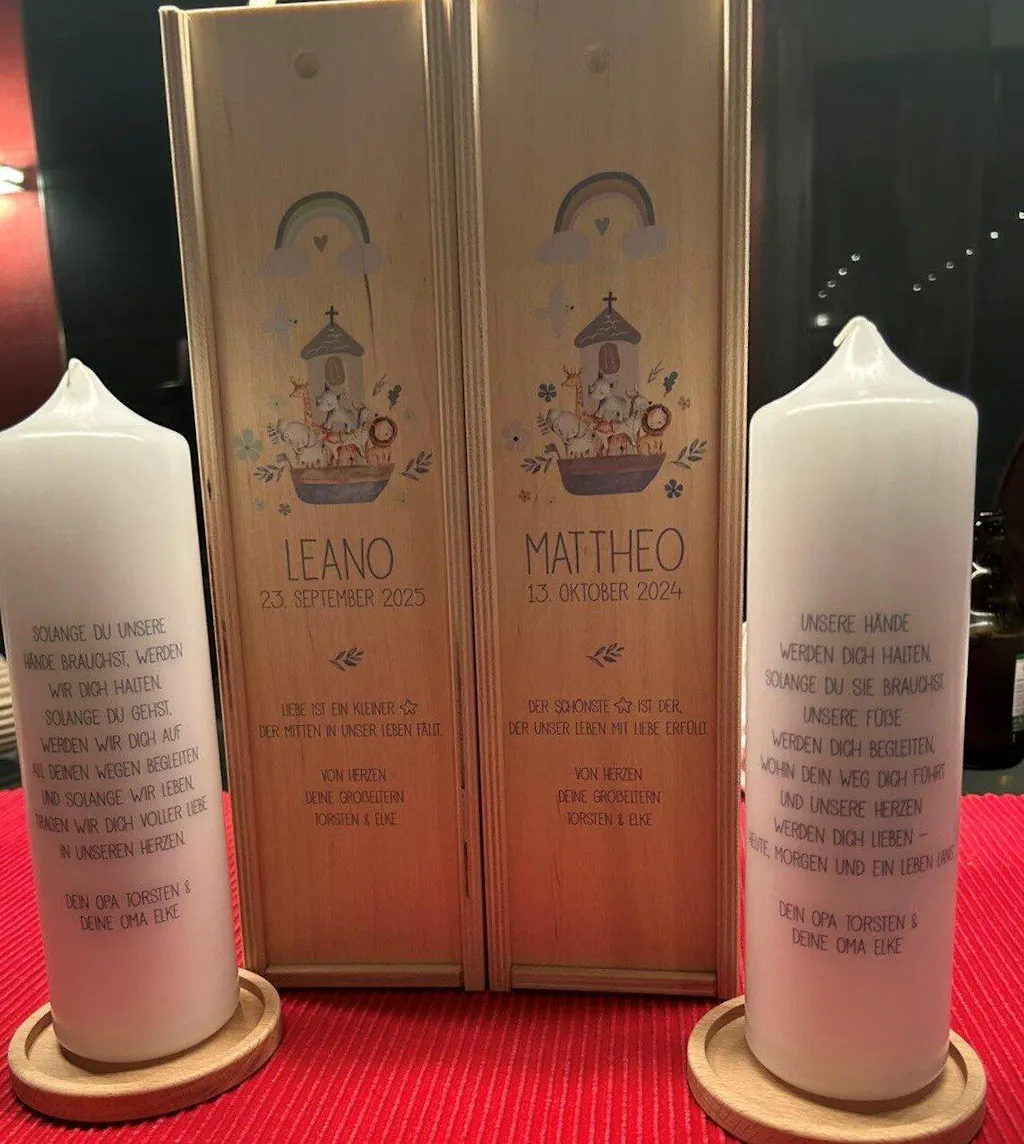 SOLANGE DU UNSERE
HÄNDE BRAUCHST, WERDEN
WIR DICH HALTEN.
SOLANGE DU GEHST,
WERDEN WIR DICH AUF
ALL DEINEN WEGEN BEGLEITEN
UND SOLANGE WIR LEBEN,
TRAGEN WIR DICH VOLLER LIEBE
IN UNSEREN HERZEN.
DEIN OPA TORSTEN &
DEINE OMA ELKE
LEANO
23. SEPTEMBER 2025
LIEBE IST EIN KLEINER ☆
DER MITTEN IN UNSER LEBEN FÄLLT.
VON HERZEN
DEINE GROẞELTERN
TORSTEN & ELKE
MATTHEO
13. OKTOBER 2024
DER SCHÖNSTE ☆ IST DER,
DER UNSER LEBEN MIT LIEBE ERFÜLLT.
VON HERZEN
DEINE GROẞELTERN
TORSTEN & ELKE
UNSERE HÄNDE
WERDEN DICH HALTEN,
SOLANGE DU SIE BRAUCHST.
UNSERE FÜẞE
WERDEN DICH BEGLEITEN,
WOHIN DEIN WEG DICH FÜHRT
UND UNSERE HERZEN
WERDEN DICH LIEBEN –
HEUTE, MORGEN UND EIN LEBEN LANG.
DEIN OPA TORSTEN &
DEINE OMA ELKE